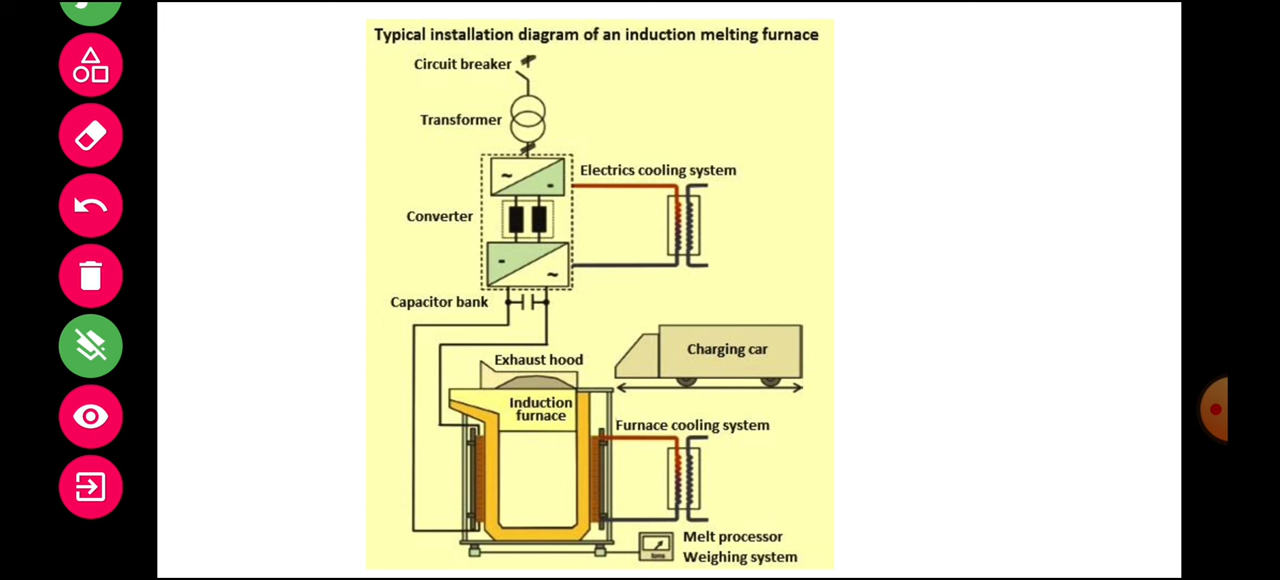 Typical installation diagram of an induction melting furnace
Circuit breaker
Transformer
Electrics cooling system
Converter
Capacitor bank
Charging car
Exhaust hood
Induction
furnace
Furnace cooling system
Melt processor
Weighing system